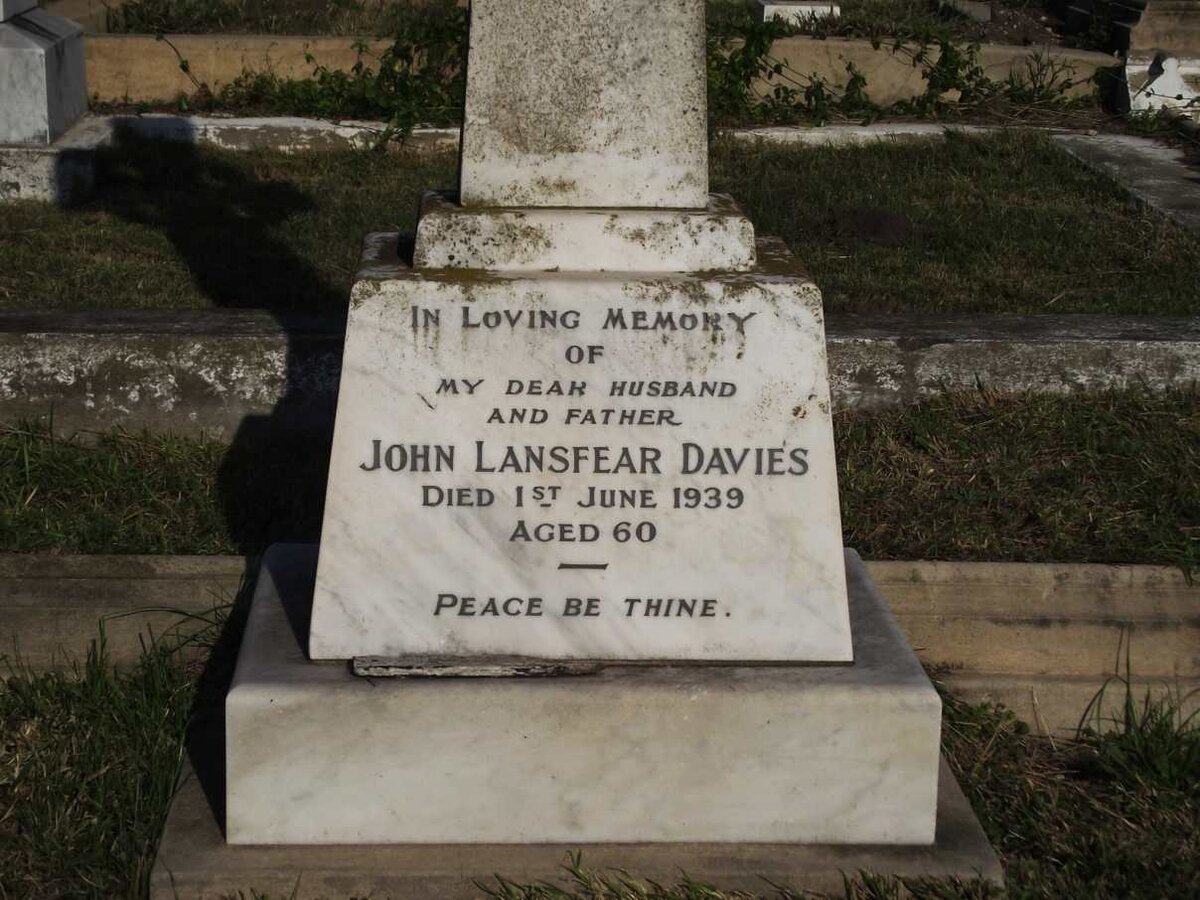 IN LOVING MEMORY
OF
MY DEAR HUSBAND
AND FATHER
JOHN LANSFEAR DAVIES
DIED 1ST JUNE 1939
AGED 60
PEACE BE THINE.